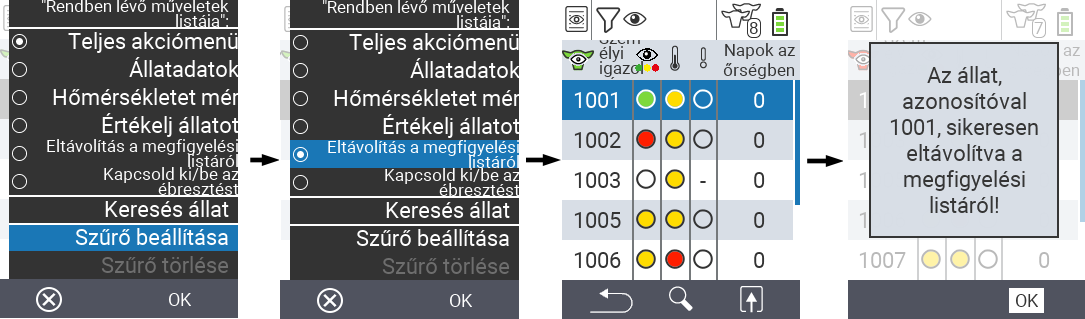 "Rendben lévő műveletek
listája":
Teljes akciómenü
Állatadatok
Hőmérsékletet mér
Értékelj állatot
Eltávolítás a megfigyelési
listáról
Kapcsold ki/be az
ébresztést
Keresés állat
Szűrő beállítása
Szűrő törlése
OK
"Rendben lévő műveletek
listája":
Teljes akciómenü
Állatadatok
Hőmérsékletet mér
Értékelj állatot
Eltávolítás a megfigyelési
listáról
Kapcsold ki/be az
ébresztést
Keresés állat
Szűrő beállítása
Szűrő törlése
OK
8
Szem
élyi
igazol
Napok az
őrségben
1001 0
1002 0
1003 - 0
1005 0
1006 0
7
Az állat,
azonosítóval
1001, sikeresen
eltávolítva a
megfigyelési
listáról!
1007 0
OK